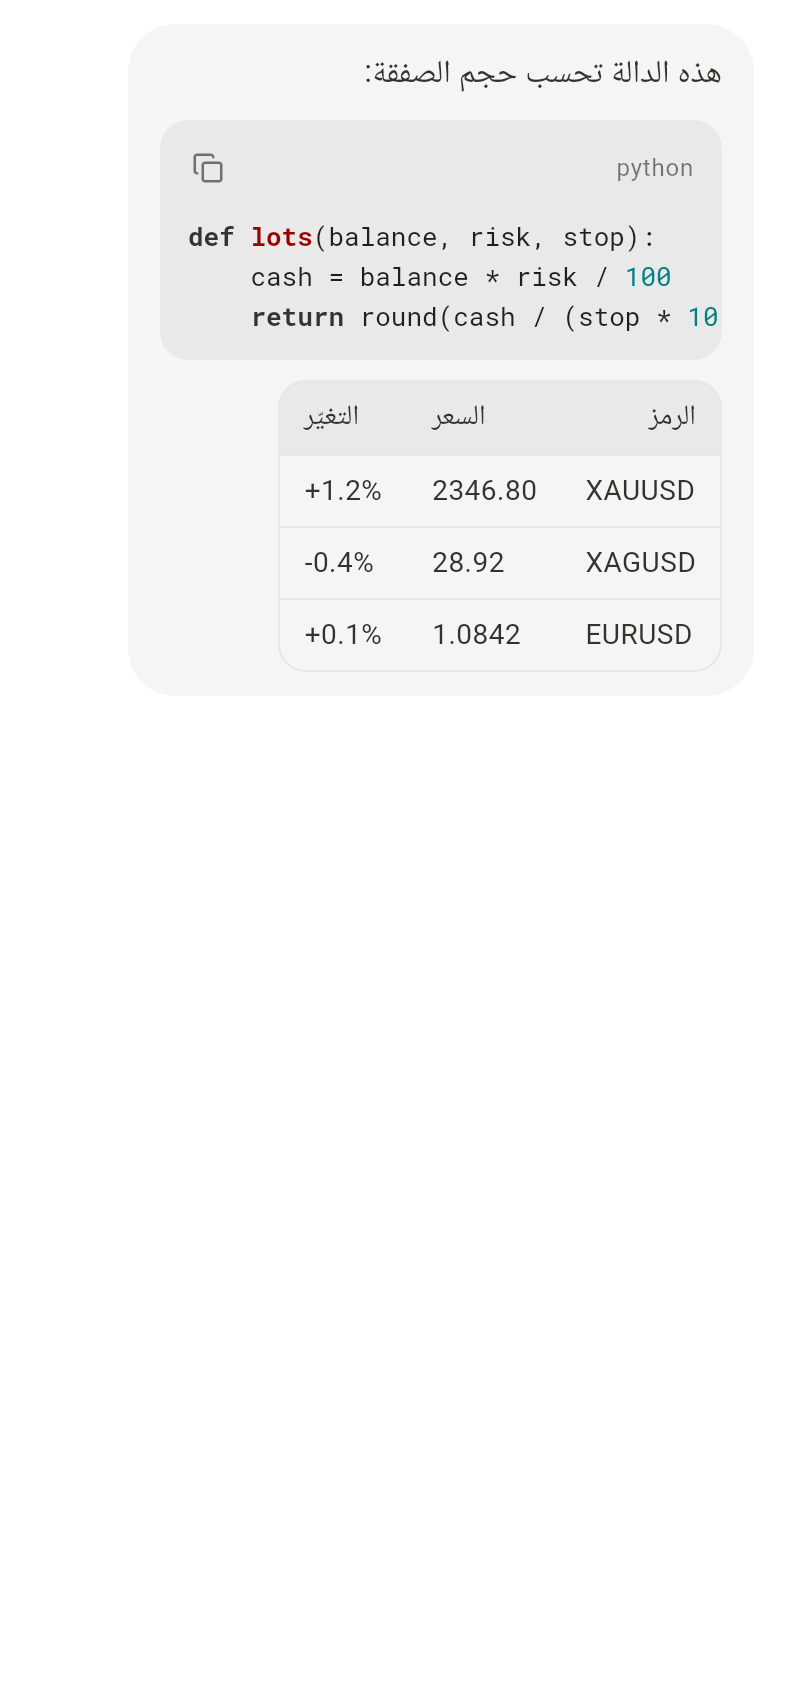 هذه الدالة تحسب حجم الصفقة:
python
def lots(balance, risk, stop):
    cash = balance * risk / 100
    return round(cash / (stop * 10
الرمز السعر التغيّر
XAUUSD 2346.80 +1.2%
XAGUSD 28.92 -0.4%
EURUSD 1.0842 +0.1%